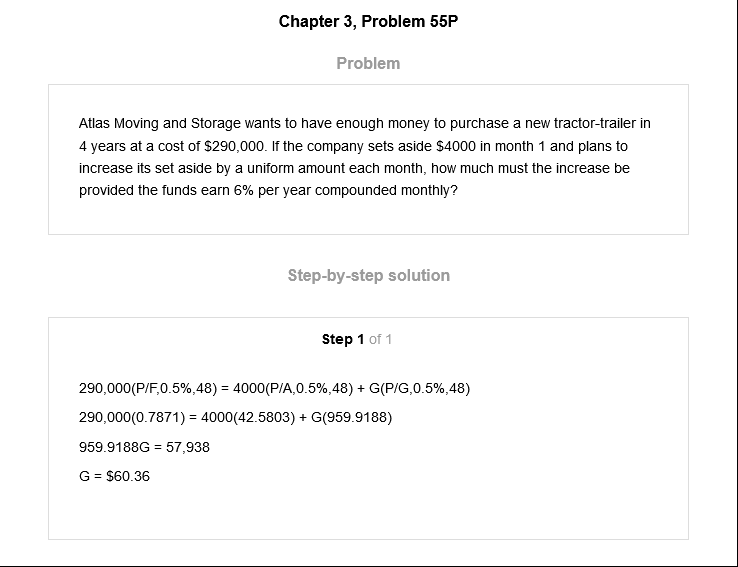 Chapter 3, Problem 55P
Problem
Atlas Moving and Storage wants to have enough money to purchase a new tractor-trailer in
4 years at a cost of $290,000. If the company sets aside $4000 in month 1 and plans to
increase its set aside by a uniform amount each month, how much must the increase be
provided the funds earn 6% per year compounded monthly?
Step-by-step solution
Step 1 of 1
290,000(P/F,0.5%,48) = 4000(P/A,0.5%,48) + G(P/G,0.5%,48)
290,000(0.7871) = 4000(42.5803) + G(959.9188)
959.9188G = 57,938
G = $60.36